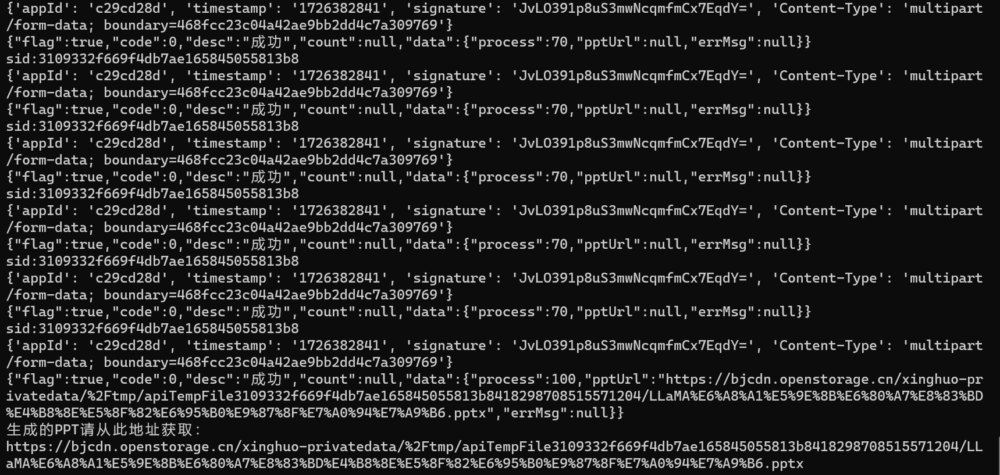 {'appId': 'c29cd28d', 'timestamp': '1726382841', 'signature': 'JvLO391p8uS3mwNcqmfmCx7EqdY=', 'Content-Type': 'multipart
/form-data; boundary=468fcc23c04a42ae9bb2dd4c7a309769'}
{"flag":true,"code":0,"desc":"成功","count":null,"data":{"process":70,"pptUrl":null,"errMsg":null}}
sid:3109332f669f4db7ae165845055813b8
{'appId': 'c29cd28d', 'timestamp': '1726382841', 'signature': 'JvLO391p8uS3mwNcqmfmCx7EqdY=', 'Content-Type': 'multipart
/form-data; boundary=468fcc23c04a42ae9bb2dd4c7a309769'}
{"flag":true,"code":0,"desc":"成功","count":null,"data":{"process":70,"pptUrl":null,"errMsg":null}}
sid:3109332f669f4db7ae165845055813b8
{'appId': 'c29cd28d', 'timestamp': '1726382841', 'signature': 'JvLO391p8uS3mwNcqmfmCx7EqdY=', 'Content-Type': 'multipart
/form-data; boundary=468fcc23c04a42ae9bb2dd4c7a309769'}
{"flag":true,"code":0,"desc":"成功","count":null,"data":{"process":70,"pptUrl":null,"errMsg":null}}
sid:3109332f669f4db7ae165845055813b8
{'appId': 'c29cd28d', 'timestamp': '1726382841', 'signature': 'JvLO391p8uS3mwNcqmfmCx7EqdY=', 'Content-Type': 'multipart
/form-data; boundary=468fcc23c04a42ae9bb2dd4c7a309769'}
{"flag":true,"code":0,"desc":"成功","count":null,"data":{"process":70,"pptUrl":null,"errMsg":null}}
sid:3109332f669f4db7ae165845055813b8
{'appId': 'c29cd28d', 'timestamp': '1726382841', 'signature': 'JvLO391p8uS3mwNcqmfmCx7EqdY=', 'Content-Type': 'multipart
/form-data; boundary=468fcc23c04a42ae9bb2dd4c7a309769'}
{"flag":true,"code":0,"desc":"成功","count":null,"data":{"process":70,"pptUrl":null,"errMsg":null}}
sid:3109332f669f4db7ae165845055813b8
{'appId': 'c29cd28d', 'timestamp': '1726382841', 'signature': 'JvLO391p8uS3mwNcqmfmCx7EqdY=', 'Content-Type': 'multipart
/form-data; boundary=468fcc23c04a42ae9bb2dd4c7a309769'}
{"flag":true,"code":0,"desc":"成功","count":null,"data":{"process":100,"pptUrl":"https://bjcdn.openstorage.cn/xinghuo-pr
ivatedata/%2Ftmp/apiTempFile3109332f669f4db7ae165845055813b84182987085155​71204/LLaMA%E6%A8%A1%E5%9E%8B%E6%80%A7%E8%83%BD
%E4%B8%8E%E5%8F%82%E6%95%B0%E9%87%8F%E7%A0%94%E7%A9%B6.pptx","errMsg":null}}
生成的PPT请从此地址获取：
https://bjcdn.openstorage.cn/xinghuo-privatedata/%2Ftmp/apiTempFile3109332f669f4db7ae165845055813b8418298708515571204/LL
aMA%E6%A8%A1%E5%9E%8B%E6%80%A7%E8%83%BD%E4%B8%8E%E5%8F%82%E6%95%B0%E9%87%8F%E7%A0%94%E7%A9%B6.pptx